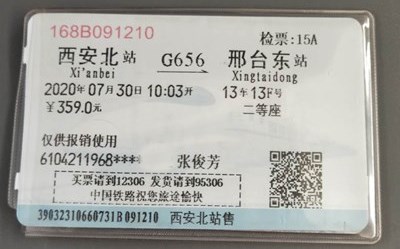 168B091210 检票:15A
西安北站 G656 邢台东站
Xi'anbei Xingtaidong
2020年07月30日 10:03开 13车 13F号
¥359.0元 二等座
仅供报销使用
6104211968*** 张俊芳
买票请到12306 发货请到95306
中国铁路祝您旅途愉快
39032310660731B091210 西安北站售